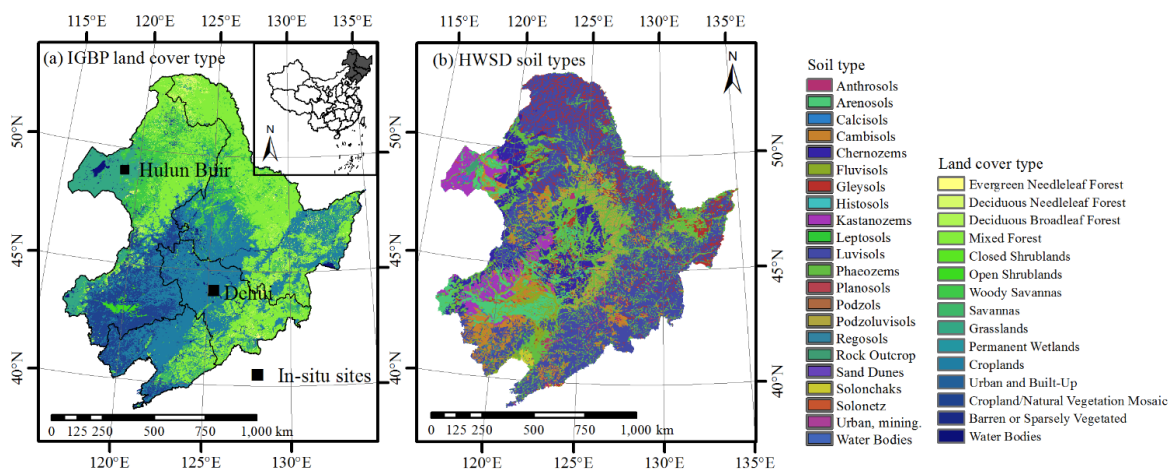 115°E 120°E 125°E 130°E
(a) IGBP land cover type
N
Hulun Buir
Dehui
In-situ sites
50°N
45°N
40°N
0 125 250 500 750 1,000 km
120°E 125°E 130°E
115°E 120°E 125°E 130°E
(b) HWSD soil types
N
50°N
45°N
40°N
0 125 250 500 750 1,000 km
120°E 125°E 130°E 135°E
Soil type
Anthrosols
Arenosols
Calcisols
Cambisols
Chernozems
Fluvisols
Gleysols
Histosols
Kastanozems
Leptosols
Luvisols
Phaeozems
Planosols
Podzols
Podzoluvisols
Regosols
Rock Outcrop
Sand Dunes
Solonchaks
Solonetz
Urban, mining.
Water Bodies
Land cover type
Evergreen Needleleaf Forest
Deciduous Needleleaf Forest
Deciduous Broadleaf Forest
Mixed Forest
Closed Shrublands
Open Shrublands
Woody Savannas
Savannas
Grasslands
Permanent Wetlands
Croplands
Urban and Built-Up
Cropland/Natural Vegetation Mosaic
Barren or Sparsely Vegetated
Water Bodies